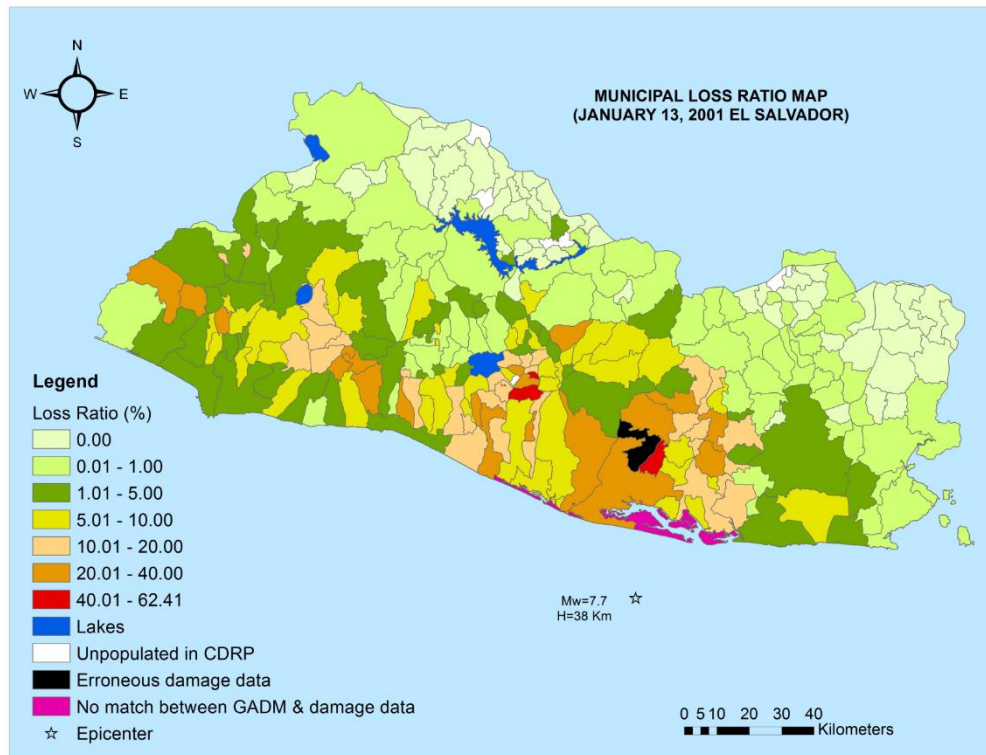 N
W E
S
MUNICIPAL LOSS RATIO MAP
(JANUARY 13, 2001 EL SALVADOR)
Legend
Loss Ratio (%)
0.00
0.01 - 1.00
1.01 - 5.00
5.01 - 10.00
10.01 - 20.00
20.01 - 40.00
40.01 - 62.41
Lakes
Unpopulated in CDRP
Erroneous damage data
No match between GADM & damage data
Epicenter
Mw=7.7
H=38 Km
0 5 10 20 30 40
Kilometers